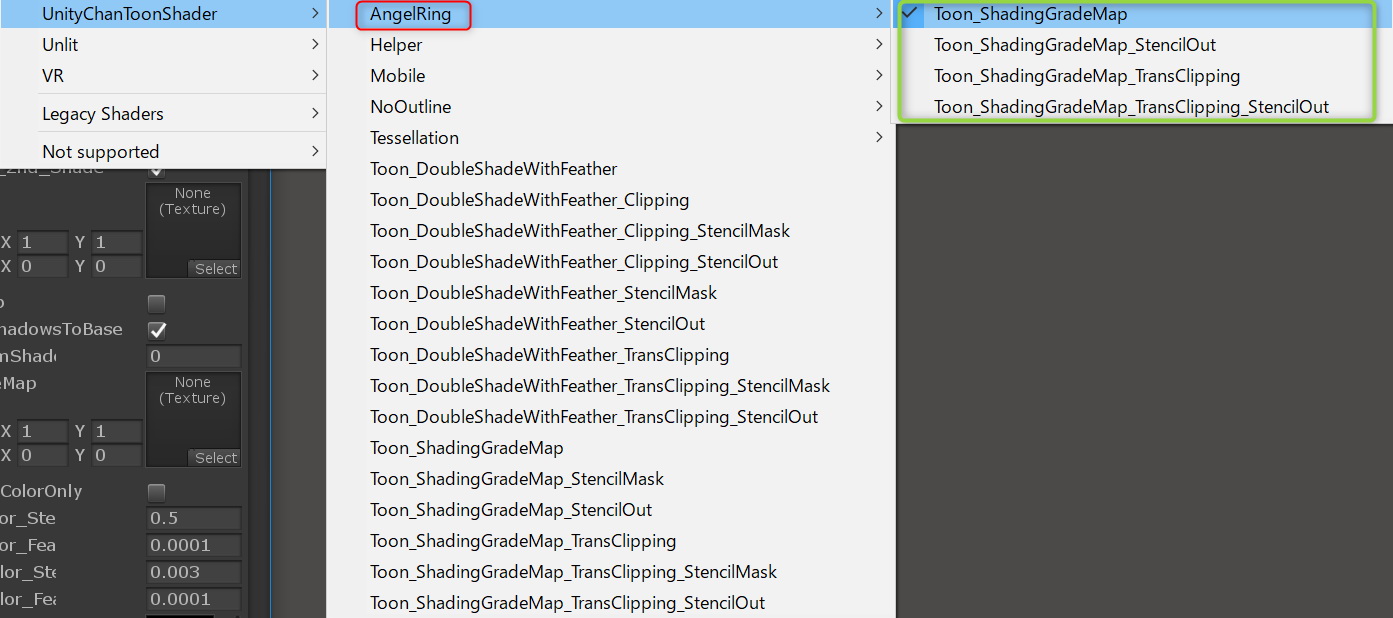 UnityChanToonShader
Unlit
VR
Legacy Shaders
Not supported
AngelRing
Helper
Mobile
NoOutline
Tessellation
Toon_DoubleShadeWithFeather
Toon_DoubleShadeWithFeather_Clipping
Toon_DoubleShadeWithFeather_Clipping_StencilMask
Toon_DoubleShadeWithFeather_Clipping_StencilOut
Toon_DoubleShadeWithFeather_StencilMask
Toon_DoubleShadeWithFeather_StencilOut
Toon_DoubleShadeWithFeather_TransClipping
Toon_DoubleShadeWithFeather_TransClipping_StencilMask
Toon_DoubleShadeWithFeather_TransClipping_StencilOut
Toon_ShadingGradeMap
Toon_ShadingGradeMap_StencilMask
Toon_ShadingGradeMap_StencilOut
Toon_ShadingGradeMap_TransClipping
Toon_ShadingGradeMap_TransClipping_StencilMask
Toon_ShadingGradeMap_TransClipping_StencilOut
Toon_ShadingGradeMap
Toon_ShadingGradeMap_StencilOut
Toon_ShadingGradeMap_TransClipping
Toon_ShadingGradeMap_TransClipping_StencilOut
_2nd_Shade
None
(Texture)
X 1 Y 1
X 0 Y 0
Select
hadowsToBase
mShad 0
eMap
None
(Texture)
X 1 Y 1
X 0 Y 0
Select
ColorOnly
or_Ste 0.5
or_Fea 0.0001
lor_Ste 0.003
lor_Fea 0.0001